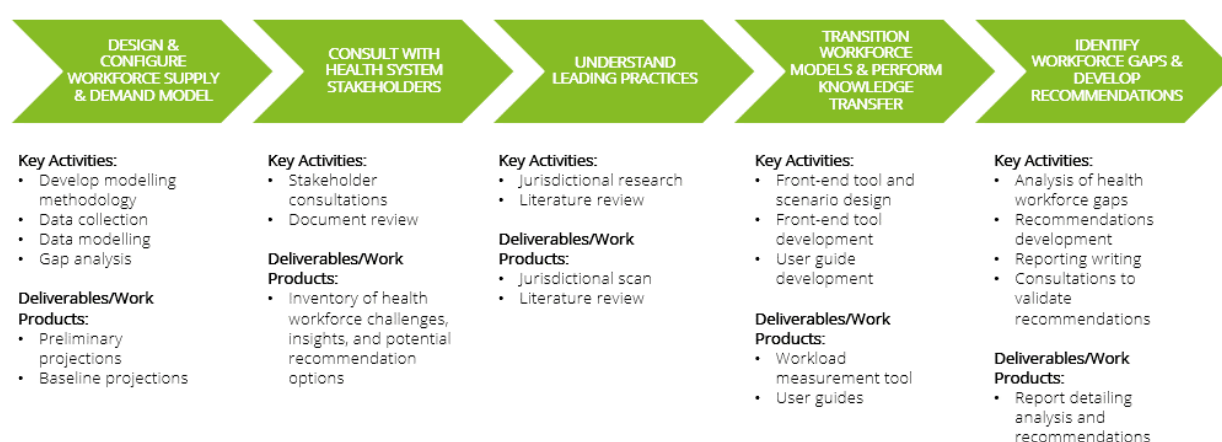 DESIGN &
CONFIGURE
WORKFORCE SUPPLY
& DEMAND MODEL
CONSULT WITH
HEALTH SYSTEM
STAKEHOLDERS
UNDERSTAND
LEADING PRACTICES
TRANSITION
WORKFORCE
MODELS & PERFORM
KNOWLEDGE
TRANSFER
IDENTIFY
WORKFORCE GAPS &
DEVELOP
RECOMMENDATIONS
Key Activities:
• Develop modelling
methodology
• Data collection
• Data modelling
• Gap analysis
Deliverables/Work
Products:
• Preliminary
projections
• Baseline projections
Key Activities:
• Stakeholder
consultations
• Document review
Deliverables/Work
Products:
• Inventory of health
workforce challenges,
insights, and potential
recommendation
options
Key Activities:
• Jurisdictional research
• Literature review
Deliverables/Work
Products:
• Jurisdictional scan
• Literature review
Key Activities:
• Front-end tool and
scenario design
• Front-end tool
development
• User guide
development
Deliverables/Work
Products:
• Workload
measurement tool
• User guides
Key Activities:
• Analysis of health
workforce gaps
• Recommendations
development
• Reporting writing
• Consultations to
validate
recommendations
Deliverables/Work
Products:
• Report detailing
analysis and
recommendations